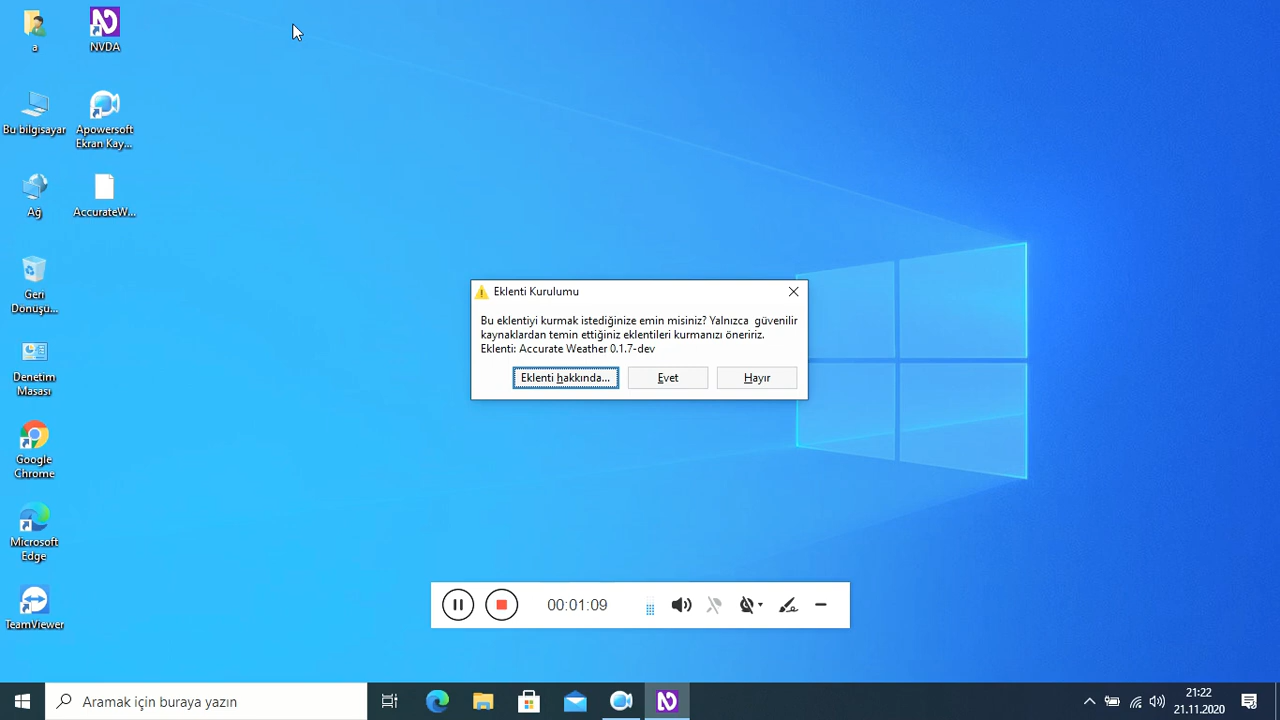 a
NVDA
Bu bilgisayar
Apowersoft
Ekran Kay...
Ağ
AccurateW...
Geri
Dönüşü...
Denetim
Masası
Google
Chrome
Microsoft
Edge
TeamViewer
Eklenti Kurulumu
Bu eklentiyi kurmak istediğinize emin misiniz? Yalnızca güvenilir
kaynaklardan temin ettiğiniz eklentileri kurmanızı öneririz.
Eklenti: Accurate Weather 0.1.7-dev
Eklenti hakkında...
Evet
Hayır
00:01:09
Aramak için buraya yazın
21:22
21.11.2020